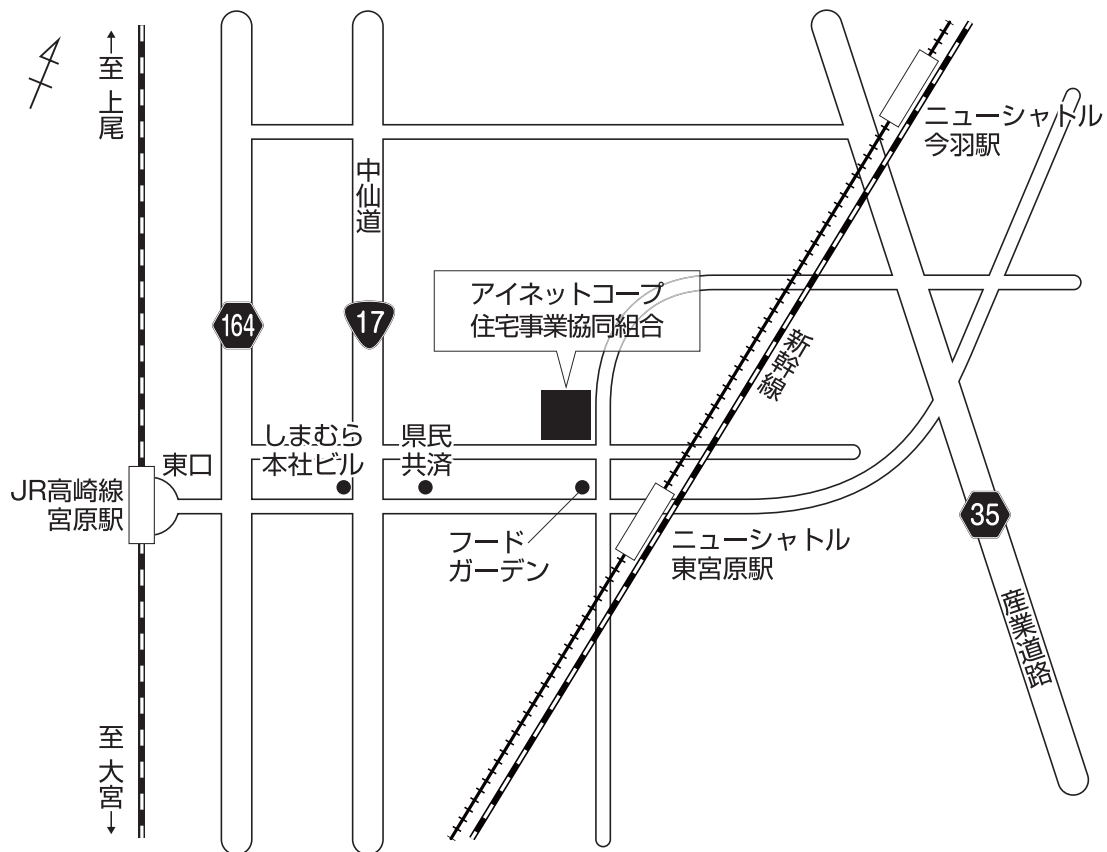 ↑至上尾
中仙道
ニューシャトル
今羽駅
アイネットコープ
住宅事業協同組合
164
17
新幹線
しまむら
本社ビル
県民
共済
東口
JR高崎線
宮原駅
フード
ガーデン
ニューシャトル
東宮原駅
35
産業道路
至大宮↓